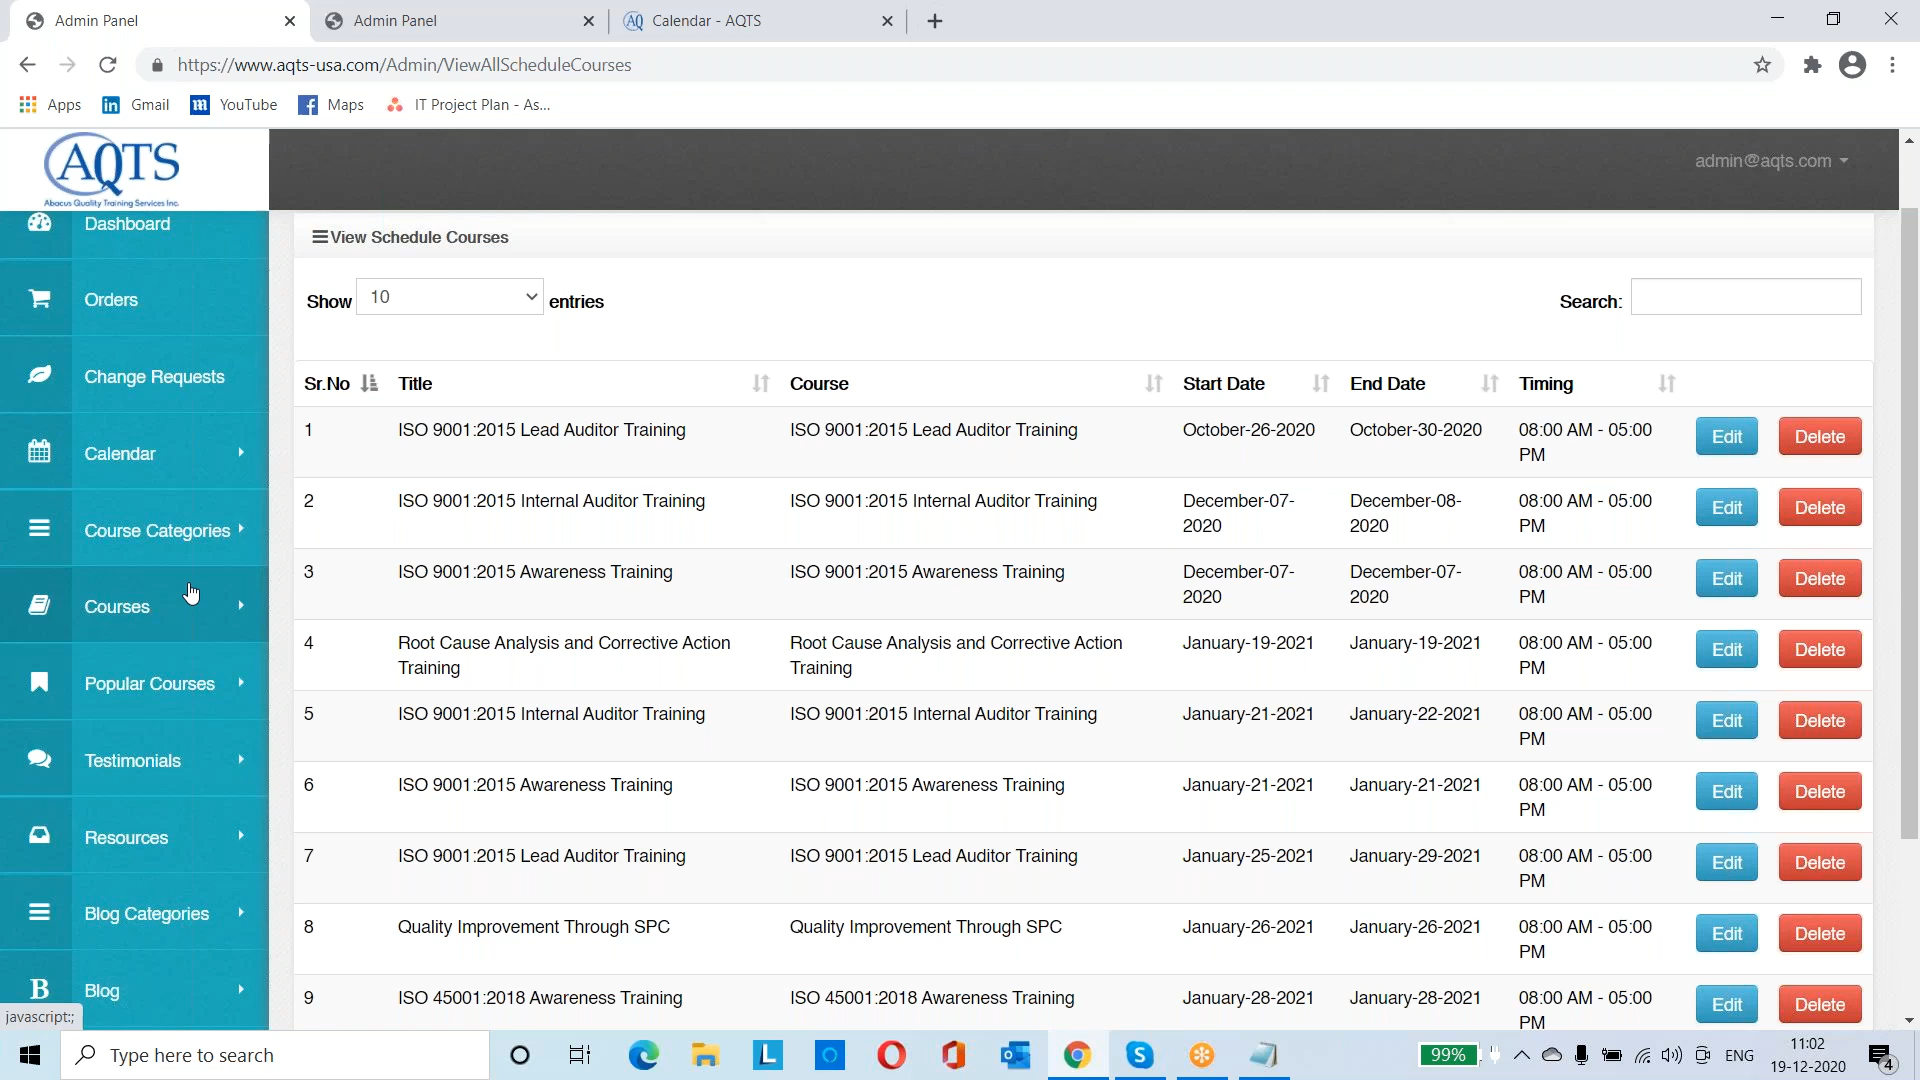 Admin Panel
Admin Panel
AQ Calendar - AQTS
https://www.aqts-usa.com/Admin/ViewAllScheduleCourses
Apps
Gmail
YouTube
Maps
IT Project Plan - As...
AQTS
Abacus Quality Training Services Inc.
admin@aqts.com
Dashboard
Orders
Change Requests
Calendar
Course Categories
Courses
Popular Courses
Testimonials
Resources
Blog Categories
B Blog
javascript:;
View Schedule Courses
Show 10 entries
Search:
Sr.No Title Course Start Date End Date Timing
1 ISO 9001:2015 Lead Auditor Training ISO 9001:2015 Lead Auditor Training October-26-2020 October-30-2020 08:00 AM - 05:00 Edit Delete
PM
2 ISO 9001:2015 Internal Auditor Training ISO 9001:2015 Internal Auditor Training December-07- December-08- 08:00 AM - 05:00 Edit Delete
2020 2020 PM
3 ISO 9001:2015 Awareness Training ISO 9001:2015 Awareness Training December-07- December-07- 08:00 AM - 05:00 Edit Delete
2020 2020 PM
4 Root Cause Analysis and Corrective Action Root Cause Analysis and Corrective Action January-19-2021 January-19-2021 08:00 AM - 05:00 Edit Delete
Training Training PM
5 ISO 9001:2015 Internal Auditor Training ISO 9001:2015 Internal Auditor Training January-21-2021 January-22-2021 08:00 AM - 05:00 Edit Delete
PM
6 ISO 9001:2015 Awareness Training ISO 9001:2015 Awareness Training January-21-2021 January-21-2021 08:00 AM - 05:00 Edit Delete
PM
7 ISO 9001:2015 Lead Auditor Training ISO 9001:2015 Lead Auditor Training January-25-2021 January-29-2021 08:00 AM - 05:00 Edit Delete
PM
8 Quality Improvement Through SPC Quality Improvement Through SPC January-26-2021 January-26-2021 08:00 AM - 05:00 Edit Delete
PM
9 ISO 45001:2018 Awareness Training ISO 45001:2018 Awareness Training January-28-2021 January-28-2021 08:00 AM - 05:00 Edit Delete
PM
Type here to search
99%
ENG
11:02
19-12-2020
4